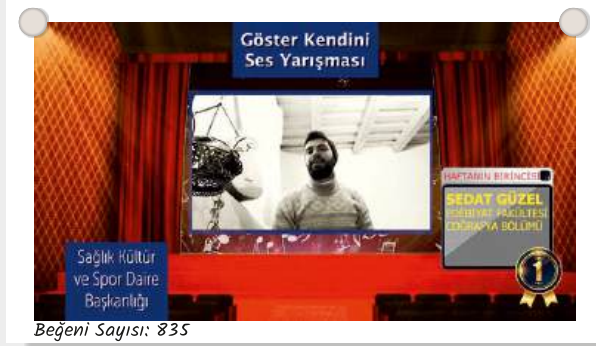 Göster Kendini
Ses Yarışması
HAFTANIN BİRİNCİSİ
SEDAT GÜZEL
EDEBİYAT FAKÜLTESİ
COĞRAFYA BÖLÜMÜ
1
Sağlık Kültür
ve Spor Daire
Başkanlığı
Beğeni Sayısı: 835